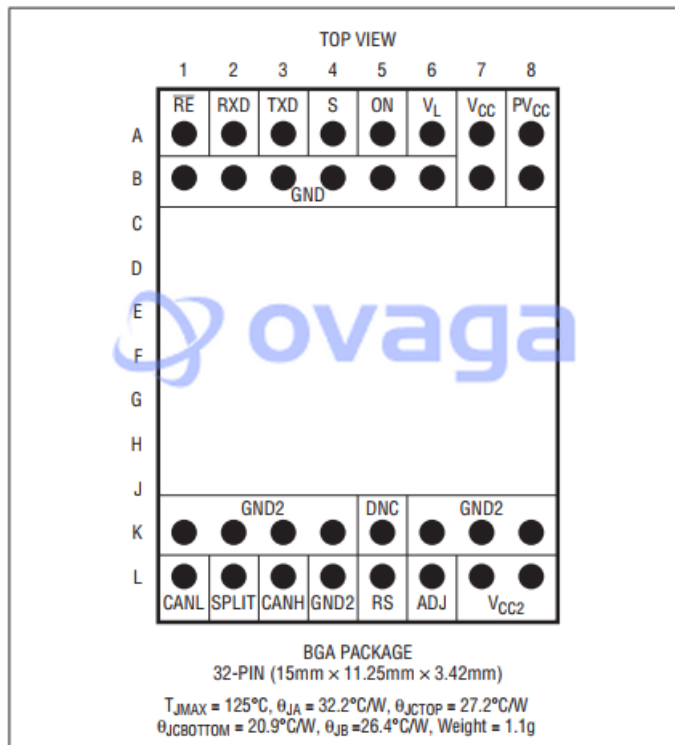 TOP VIEW
1 2 3 4 5 6 7 8
R̅E̅ RXD TXD S ON VL VCC PVCC
A
B
GND
C
D
E
ovaga
F
G
H
J
GND2 DNC GND2
K
L
CANL SPLIT CANH GND2 RS ADJ VCC2
BGA PACKAGE
32-PIN (15mm × 11.25mm × 3.42mm)
TJMAX = 125°C, θJA = 32.2°C/W, θJCTOP = 27.2°C/W
θJCBOTTOM = 20.9°C/W, θJB =26.4°C/W, Weight = 1.1g